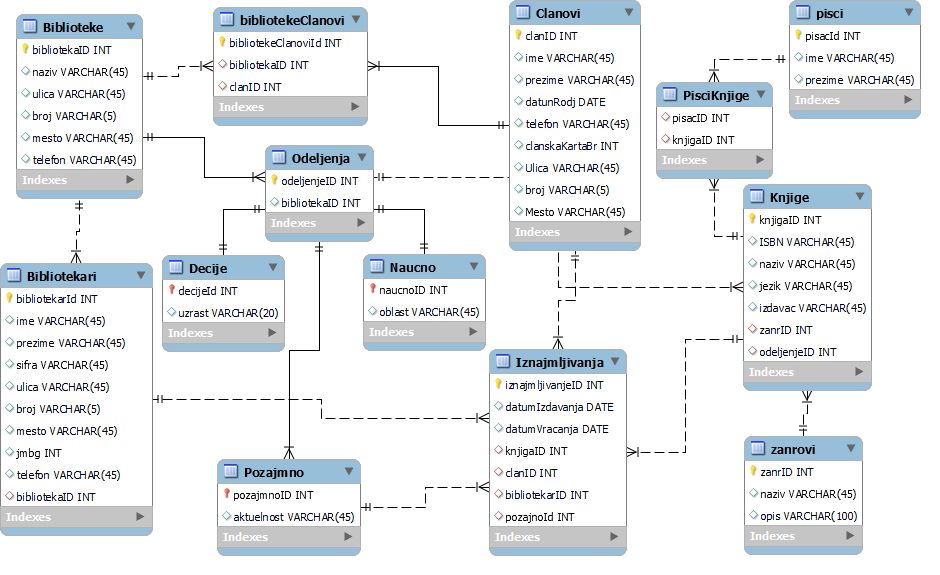 Biblioteke
bibliotekaID INT
naziv VARCHAR(45)
ulica VARCHAR(45)
broj VARCHAR(5)
mesto VARCHAR(45)
telefon VARCHAR(45)
Indexes
bibliotekeClanovi
bibliotekeClanoviId INT
bibliotekaID INT
clanID INT
Indexes
Clanovi
clanID INT
ime VARCHAR(45)
prezime VARCHAR(45)
datunRodj DATE
telefon VARCHAR(45)
clanskaKartaBr INT
Ulica VARCHAR(45)
broj VARCHAR(5)
Mesto VARCHAR(45)
Indexes
pisci
pisacId INT
ime VARCHAR(45)
prezime VARCHAR(45)
Indexes
PisciKnjige
pisacID INT
knjigaID INT
Indexes
Odeljenja
odeljenjeID INT
bibliotekaID INT
Indexes
Knjige
knjigaID INT
ISBN VARCHAR(45)
naziv VARCHAR(45)
jezik VARCHAR(45)
izdavac VARCHAR(45)
zanrID INT
odeljenjeID INT
Indexes
Bibliotekari
bibliotekarId INT
ime VARCHAR(45)
prezime VARCHAR(45)
sifra VARCHAR(45)
ulica VARCHAR(45)
broj VARCHAR(5)
mesto VARCHAR(45)
jmbg INT
telefon VARCHAR(45)
bibliotekaID INT
Indexes
Decije
decijeId INT
uzrast VARCHAR(20)
Indexes
Naucno
naucnoID INT
oblast VARCHAR(45)
Indexes
Iznajmljivanja
iznajmljivanjeID INT
datumIzdavanja DATE
datumVracanja DATE
knjigaID INT
clanID INT
bibliotekarID INT
pozajmnoId INT
Indexes
Pozajmno
pozajmnoID INT
aktuelnost VARCHAR(45)
Indexes
zanrovi
zanrID INT
naziv VARCHAR(45)
opis VARCHAR(100)
Indexes